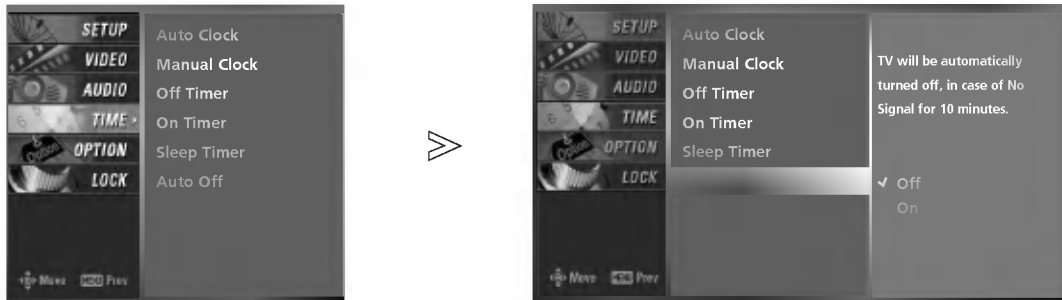 SETUP
VIDEO
AUDIO
TIME
OPTION
LOCK
Auto Clock
Manual Clock
Off Timer
On Timer
Sleep Timer
Auto Off
Move MENU Prev
SETUP
VIDEO
AUDIO
TIME
OPTION
LOCK
Auto Clock
Manual Clock
Off Timer
On Timer
Sleep Timer
TV will be automatically
turned off, in case of No
Signal for 10 minutes.
✔ Off
On
Move MENU Prev